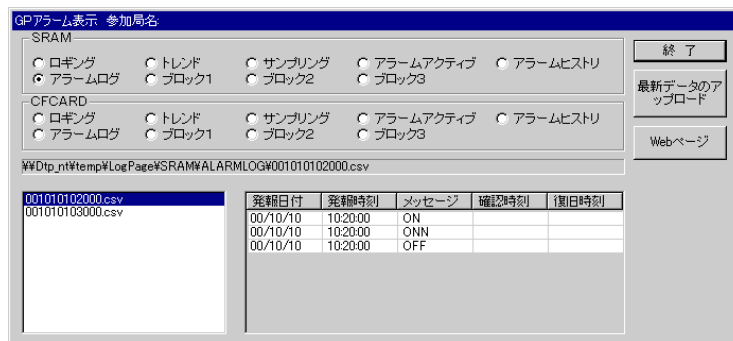 GPアラーム表示 参加局名:
SRAM
ロギング トレンド サンプリング アラームアクティブ アラームヒストリ
アラームログ ブロック1 ブロック2 ブロック3
CFCARD
ロギング トレンド サンプリング アラームアクティブ アラームヒストリ
アラームログ ブロック1 ブロック2 ブロック3
終 了
最新データのア
ップロード
Webページ
¥¥Dtp_nt¥temp¥LogPage¥SRAM¥ALARMLOG¥001010102000.csv
001010102000.csv
001010103000.csv
発報日付 発報時刻 メッセージ 確認時刻 復旧時刻
00/10/10 10:20:00 ON
00/10/10 10:20:00 ONN
00/10/10 10:20:00 OFF